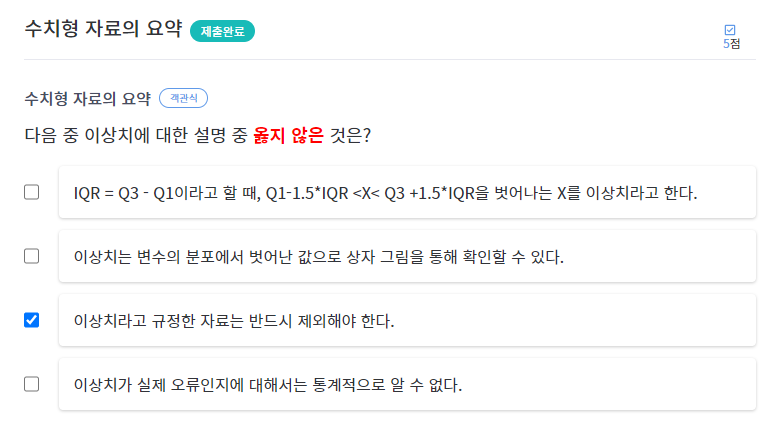 수치형 자료의 요약 제출완료
5점
수치형 자료의 요약 객관식
다음 중 이상치에 대한 설명 중 옳지 않은 것은?
IQR = Q3 - Q1이라고 할 때, Q1-1.5*IQR <X< Q3 +1.5*IQR을 벗어나는 X를 이상치라고 한다.
이상치는 변수의 분포에서 벗어난 값으로 상자 그림을 통해 확인할 수 있다.
이상치라고 규정한 자료는 반드시 제외해야 한다.
이상치가 실제 오류인지에 대해서는 통계적으로 알 수 없다.